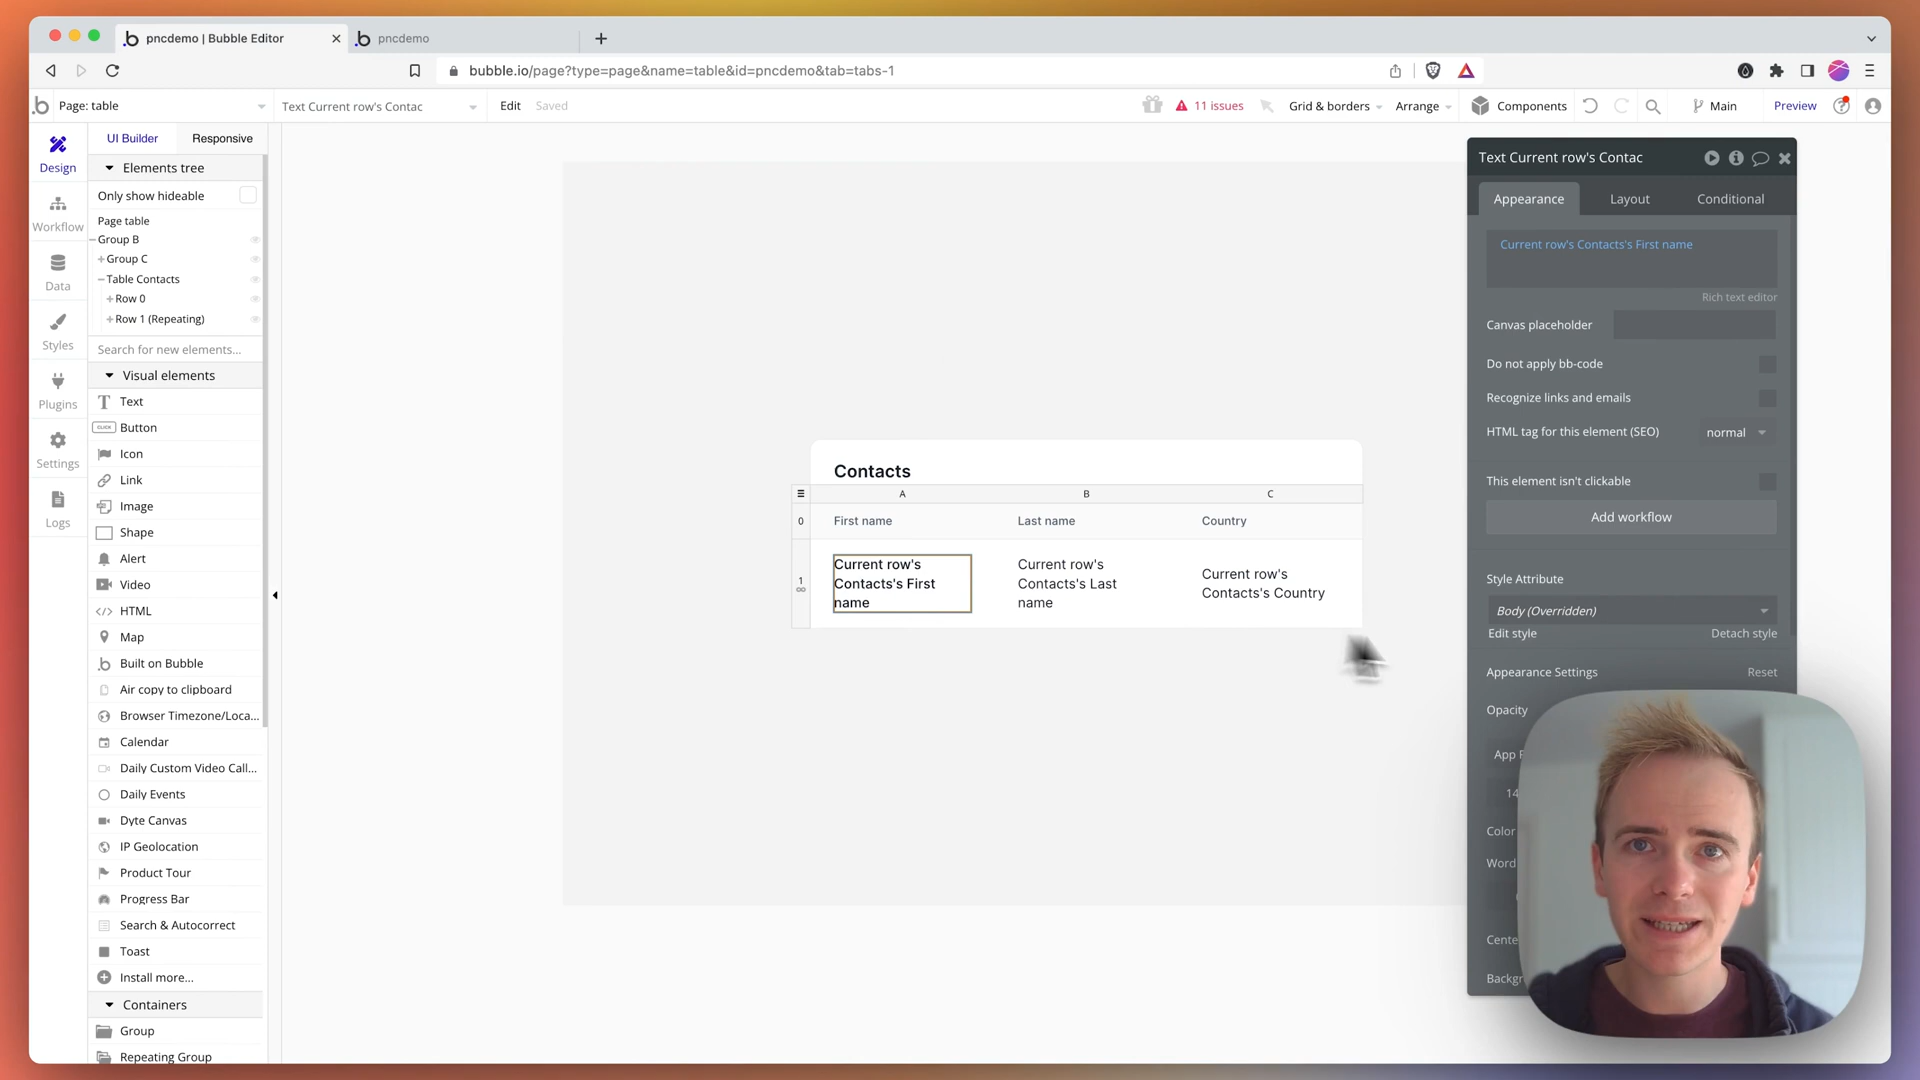 pncdemo | Bubble Editor
pncdemo
bubble.io/page?type=page&name=table&id=pncdemo&tab=tabs-1
Page: table
Text Current row's Contac
Edit
Saved
11 issues
Grid & borders
Arrange
Components
Main
Preview
Design
Workflow
Data
Styles
Plugins
Settings
Logs
UI Builder
Responsive
Elements tree
Only show hideable
Page table
Group B
Group C
Table Contacts
Row 0
Row 1 (Repeating)
Search for new elements...
Visual elements
Text
CLICK
Button
Icon
Link
Image
Shape
Alert
Video
HTML
Map
Built on Bubble
Air copy to clipboard
Browser Timezone/Loca...
Calendar
Daily Custom Video Call...
Daily Events
Dyte Canvas
IP Geolocation
Product Tour
Progress Bar
Search & Autocorrect
Toast
Install more...
Containers
Group
Repeating Group
Contacts
A
B
C
0
First name
Last name
Country
1
Current row's
Contacts's First
name
Current row's
Contacts's Last
name
Current row's
Contacts's Country
Text Current row's Contac
Appearance
Layout
Conditional
Current row's Contacts's First name
Rich text editor
Canvas placeholder
Do not apply bb-code
Recognize links and emails
HTML tag for this element (SEO)
normal
This element isn't clickable
Add workflow
Style Attribute
Body (Overridden)
Edit style
Detach style
Appearance Settings
Reset
Opacity
App F
14
Color
Word
Cente
Backgr